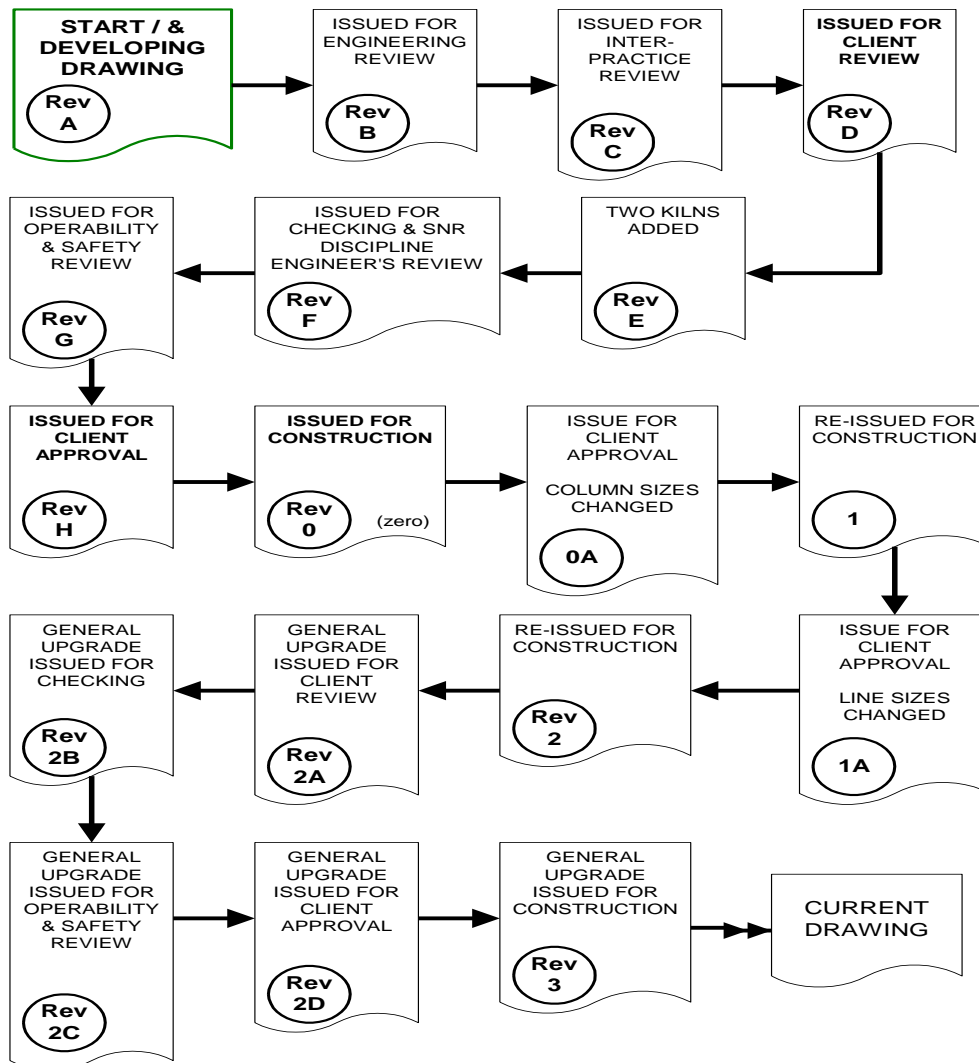 START / &
DEVELOPING
DRAWING
Rev
A
ISSUED FOR
ENGINEERING
REVIEW
Rev
B
ISSUED FOR
INTER-
PRACTICE
REVIEW
Rev
C
ISSUED FOR
CLIENT
REVIEW
Rev
D
TWO KILNS
ADDED
Rev
E
ISSUED FOR
CHECKING & SNR
DISCIPLINE
ENGINEER'S REVIEW
Rev
F
ISSUED FOR
OPERABILITY
& SAFETY
REVIEW
Rev
G
ISSUED FOR
CLIENT
APPROVAL
Rev
H
ISSUED FOR
CONSTRUCTION
Rev
0
(zero)
ISSUE FOR
CLIENT
APPROVAL
COLUMN SIZES
CHANGED
0A
RE-ISSUED FOR
CONSTRUCTION
1
ISSUE FOR
CLIENT
APPROVAL
LINE SIZES
CHANGED
1A
RE-ISSUED FOR
CONSTRUCTION
Rev
2
GENERAL
UPGRADE
ISSUED FOR
CLIENT
REVIEW
Rev
2A
GENERAL
UPGRADE
ISSUED FOR
CHECKING
Rev
2B
GENERAL
UPGRADE
ISSUED FOR
OPERABILITY
& SAFETY
REVIEW
Rev
2C
GENERAL
UPGRADE
ISSUED FOR
CLIENT
APPROVAL
Rev
2D
GENERAL
UPGRADE
ISSUED FOR
CONSTRUCTION
Rev
3
CURRENT
DRAWING